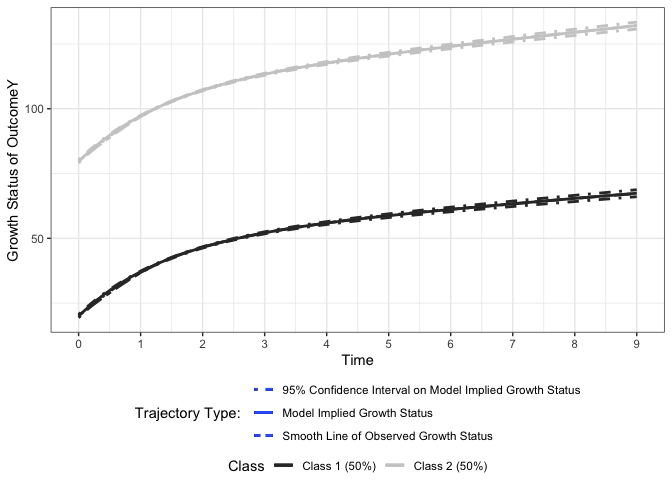 Growth Status of OutcomeY
100
50
0 1 2 3 4 5 6 7 8 9
Time
Trajectory Type:
95% Confidence Interval on Model Implied Growth Status
Model Implied Growth Status
Smooth Line of Observed Growth Status
Class Class 1 (50%) Class 2 (50%)